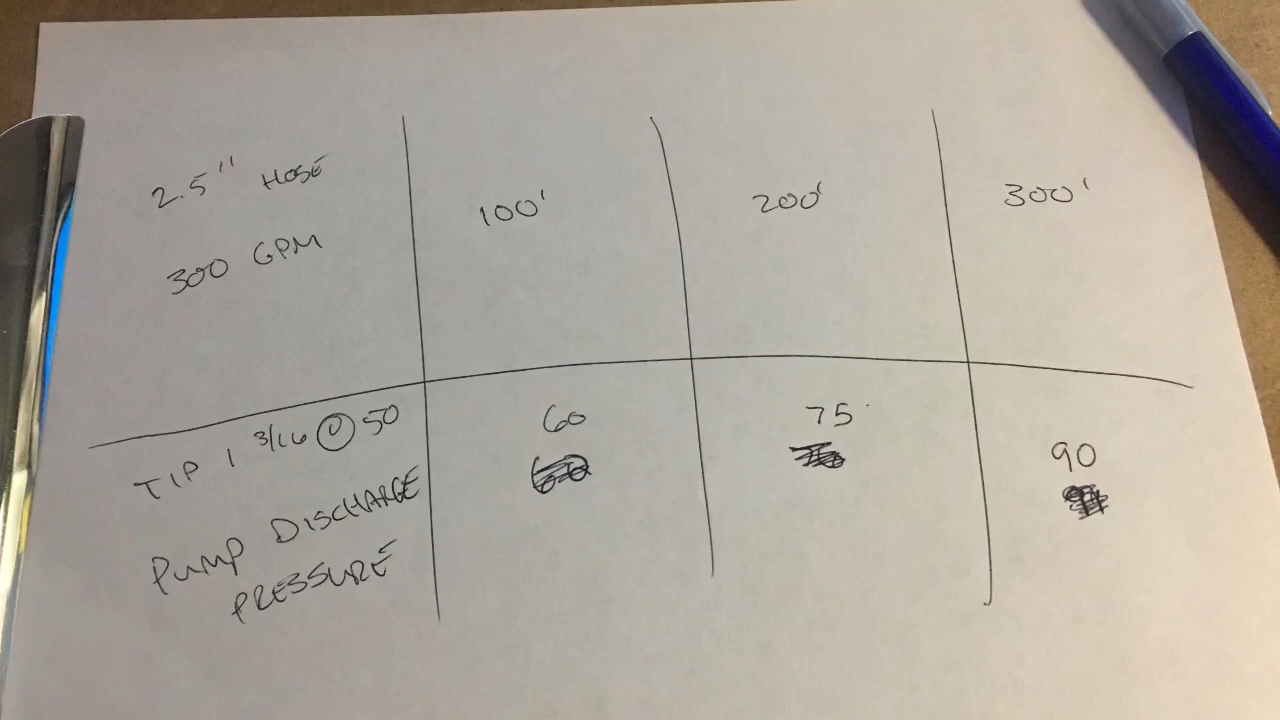 2.5" HOSE
300 GPM
100'
200'
300'
TIP 1 3/16 @ 50
PUMP DISCHARGE
PRESSURE
60
75
90